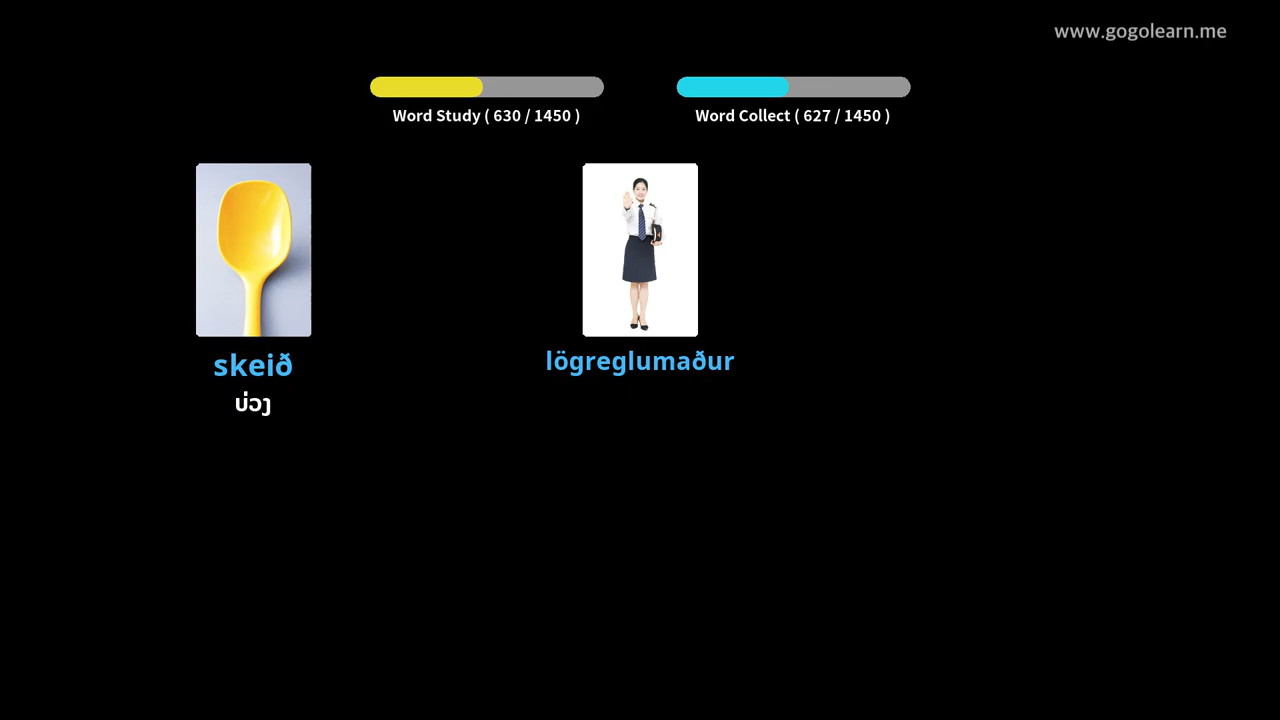 www.gogolearn.me
Word Study ( 630 / 1450 )
Word Collect ( 627 / 1450 )
skeið
ບ່ວງ
lögreglumaður